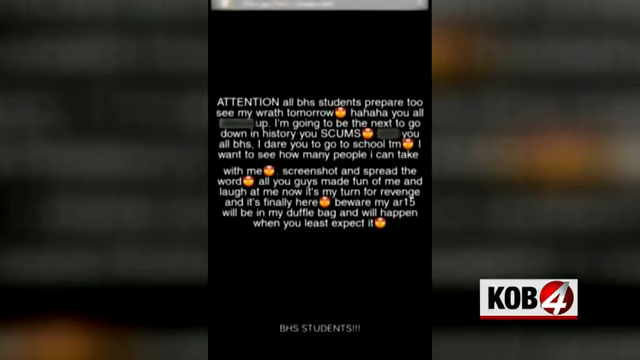 ATTENTION all bhs students prepare too
see my wrath tomorrow hahaha you all
up. I'm going to be the next to go
down in history you SCUMS you
all bhs, I dare you to go to school tm I
want to see how many people i can take
with me . screenshot and spread the
word all you guys made fun of me and
laugh at me now it's my turn for revenge
and it's finally here beware my ar15
will be in my duffle bag and will happen
when you least expect it
BHS STUDENTS!!!
KOB 4